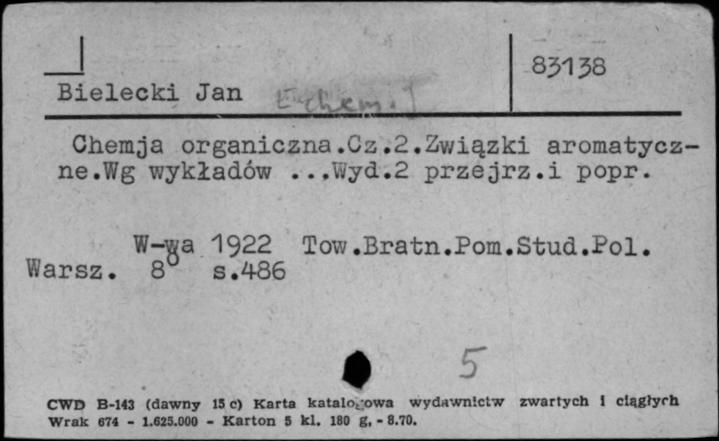 83138
Bielecki Jan [-chem.]
Chemja organiczna.Cz.2.Związki aromatycz-
ne.Wg wykładów ...Wyd.2 przejrz.i popr.
W-wa 1922 Tow.Bratn.Pom.Stud.Pol.
Warsz. 8° s.486
5
CWD B-143 (dawny 15 c) Karta katalogowa wydawnictw zwartych i ciągłych
Wrak 674 - 1.625.000 - Karton 5 kl. 180 g. - 8.70.